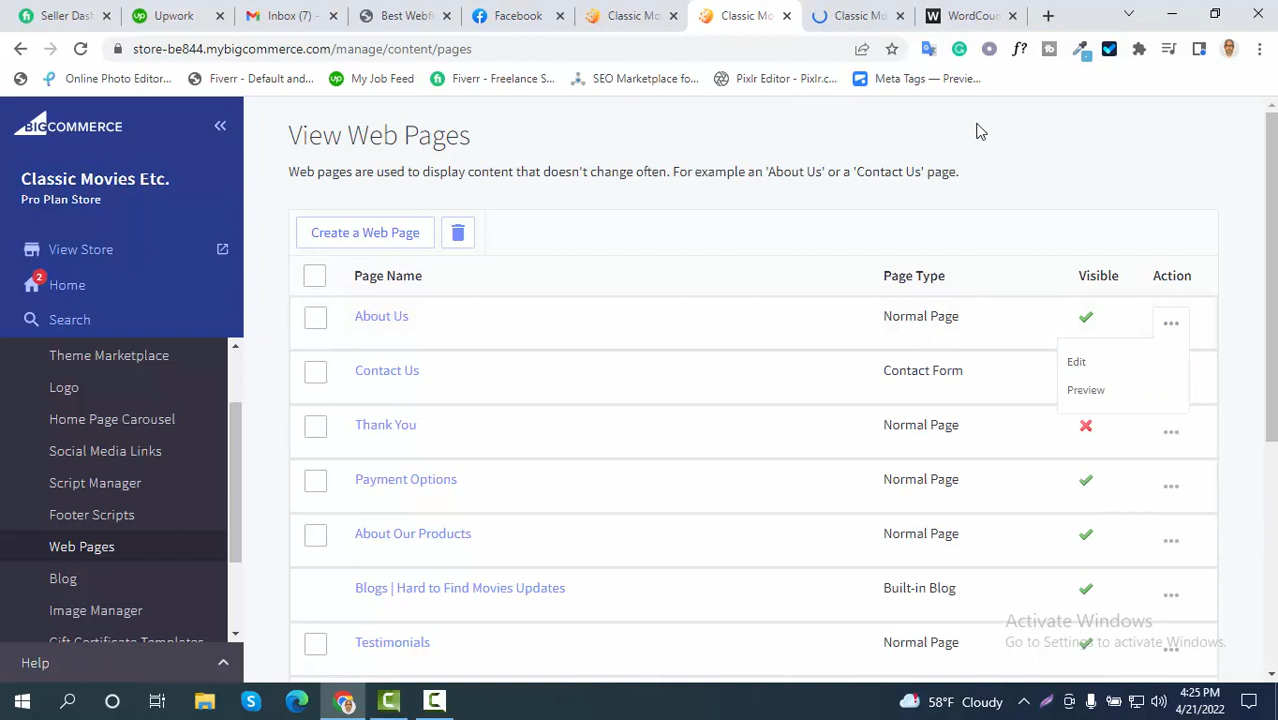 Seller Dash
Upwork
Inbox (7) -
Best Webf
Facebook
Classic Mo
Classic Mo
Classic Mo
WordCoun
store-be844.mybigcommerce.com/manage/content/pages
Online Photo Editor...
Fiverr - Default and...
My Job Feed
Fiverr - Freelance S...
SEO Marketplace fo...
Pixlr Editor - Pixlr.c...
Meta Tags — Previe...
BIGCOMMERCE
Classic Movies Etc.
Pro Plan Store
View Store
2
Home
Search
Theme Marketplace
Logo
Home Page Carousel
Social Media Links
Script Manager
Footer Scripts
Web Pages
Blog
Image Manager
Gift Certificate Templates
Help
View Web Pages
Web pages are used to display content that doesn't change often. For example an 'About Us' or a 'Contact Us' page.
Create a Web Page
Page Name Page Type Visible Action
About Us Normal Page
Edit
Contact Us Contact Form
Preview
Thank You Normal Page
Payment Options Normal Page
About Our Products Normal Page
Blogs | Hard to Find Movies Updates Built-in Blog
Testimonials Normal Page
Activate Windows
Go to Settings to activate Windows.
58°F Cloudy
4:25 PM
4/21/2022